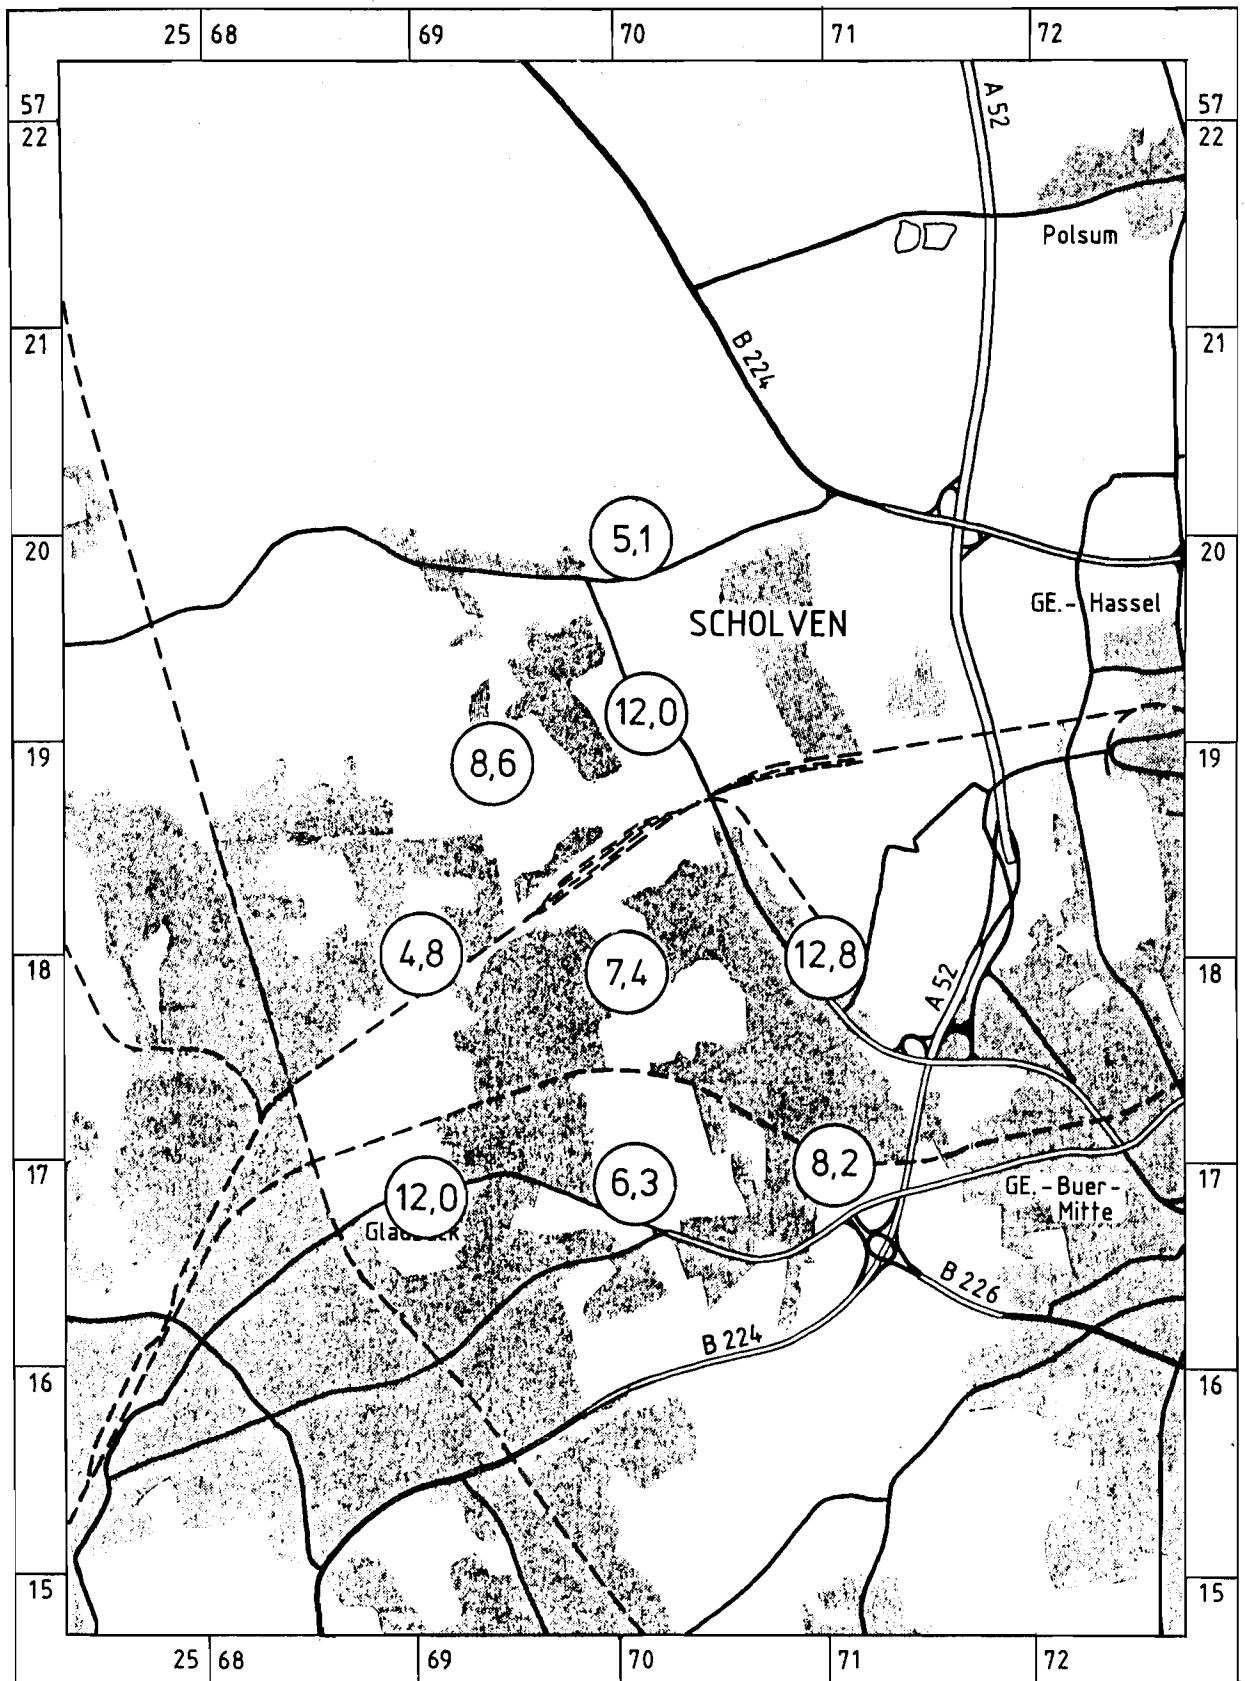 25 68 69 70 71 72
57 57
22 22
A 52
Polsum
21 21
B 224
20 5,1 20
GE.- Hassel
SCHOLVEN
12,0
19 8,6 19
18 4,8 7,4 12,8 18
A 52
17 8,2 17
12,0 6,3 GE.-Buer-
Mitte
B 226
B 224
16 16
15 15
25 68 69 70 71 72